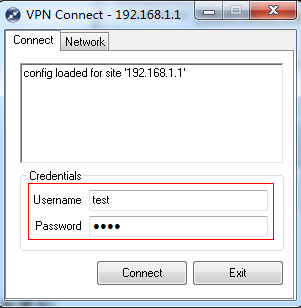 VPN Connect - 192.168.1.1
Connect Network
config loaded for site '192.168.1.1'
Credentials
Username test
Password ●●●●
Connect Exit